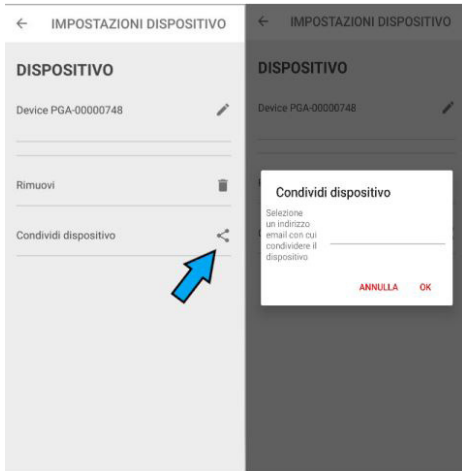 IMPOSTAZIONI DISPOSITIVO
DISPOSITIVO
Device PGA-00000748
Rimuovi
Condividi dispositivo
IMPOSTAZIONI DISPOSITIVO
DISPOSITIVO
Device PGA-00000748
Condividi dispositivo
Selezione
un indirizzo
email con cui
condividere il
dispositivo
ANNULLA OK